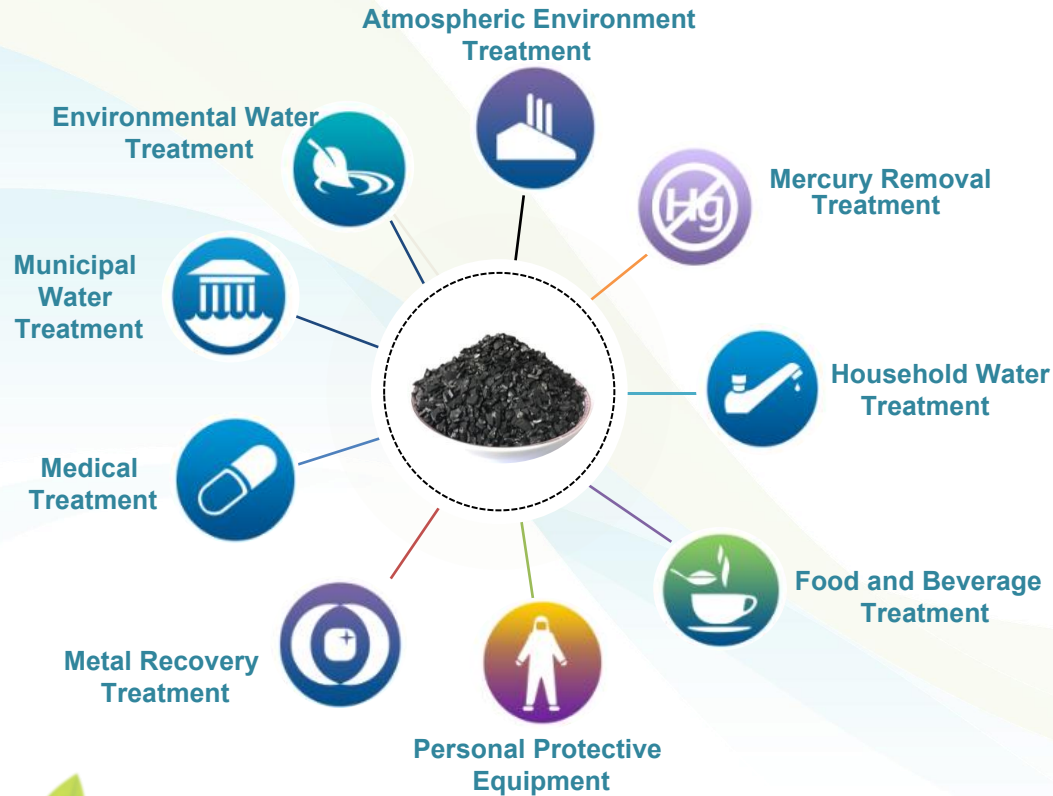 Atmospheric Environment
Treatment
Environmental Water
Treatment
Hg
Mercury Removal
Treatment
Municipal
Water
Treatment
Household Water
Treatment
Medical
Treatment
Food and Beverage
Treatment
Metal Recovery
Treatment
Personal Protective
Equipment